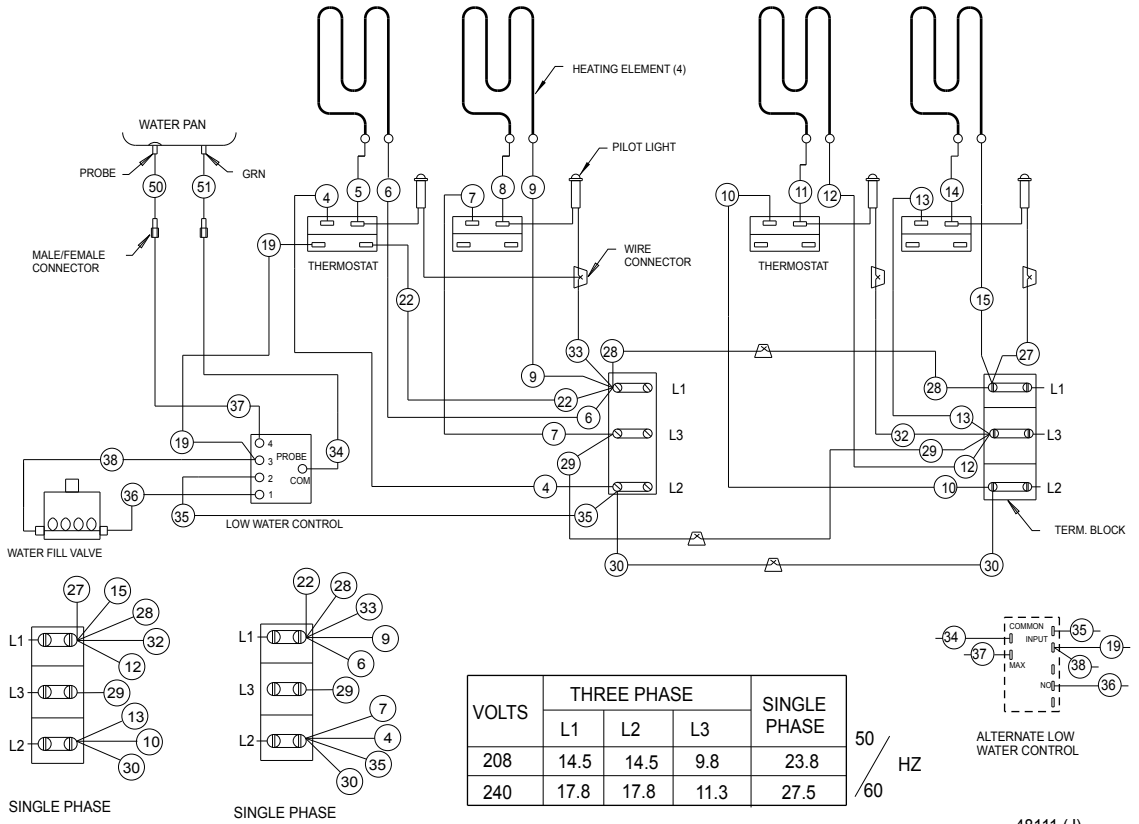 HEATING ELEMENT (4)
WATER PAN
PROBE
GRN
PILOT LIGHT
50
51
4
5
6
7
8
9
10
11
12
13
14
MALE/FEMALE
CONNECTOR
19
THERMOSTAT
WIRE
CONNECTOR
THERMOSTAT
22
15
33
28
27
9
28
L1
L1
37
22
6
13
19
4
34
7
L3
32
L3
38
3
PROBE
29
29
2
COM
12
36
1
4
L2
10
L2
35
35
LOW WATER CONTROL
TERM. BLOCK
WATER FILL VALVE
30
30
27
15
28
L1
32
12
L3
29
13
L2
10
30
SINGLE PHASE
22
28
33
L1
9
6
L3
29
7
L2
4
35
30
SINGLE PHASE
VOLTS THREE PHASE SINGLE PHASE
L1 L2 L3
208 14.5 14.5 9.8 23.8
240 17.8 17.8 11.3 27.5
50/60 HZ
COMMON
35
34
INPUT
19
37
MAX
38
NO
36
ALTERNATE LOW
WATER CONTROL